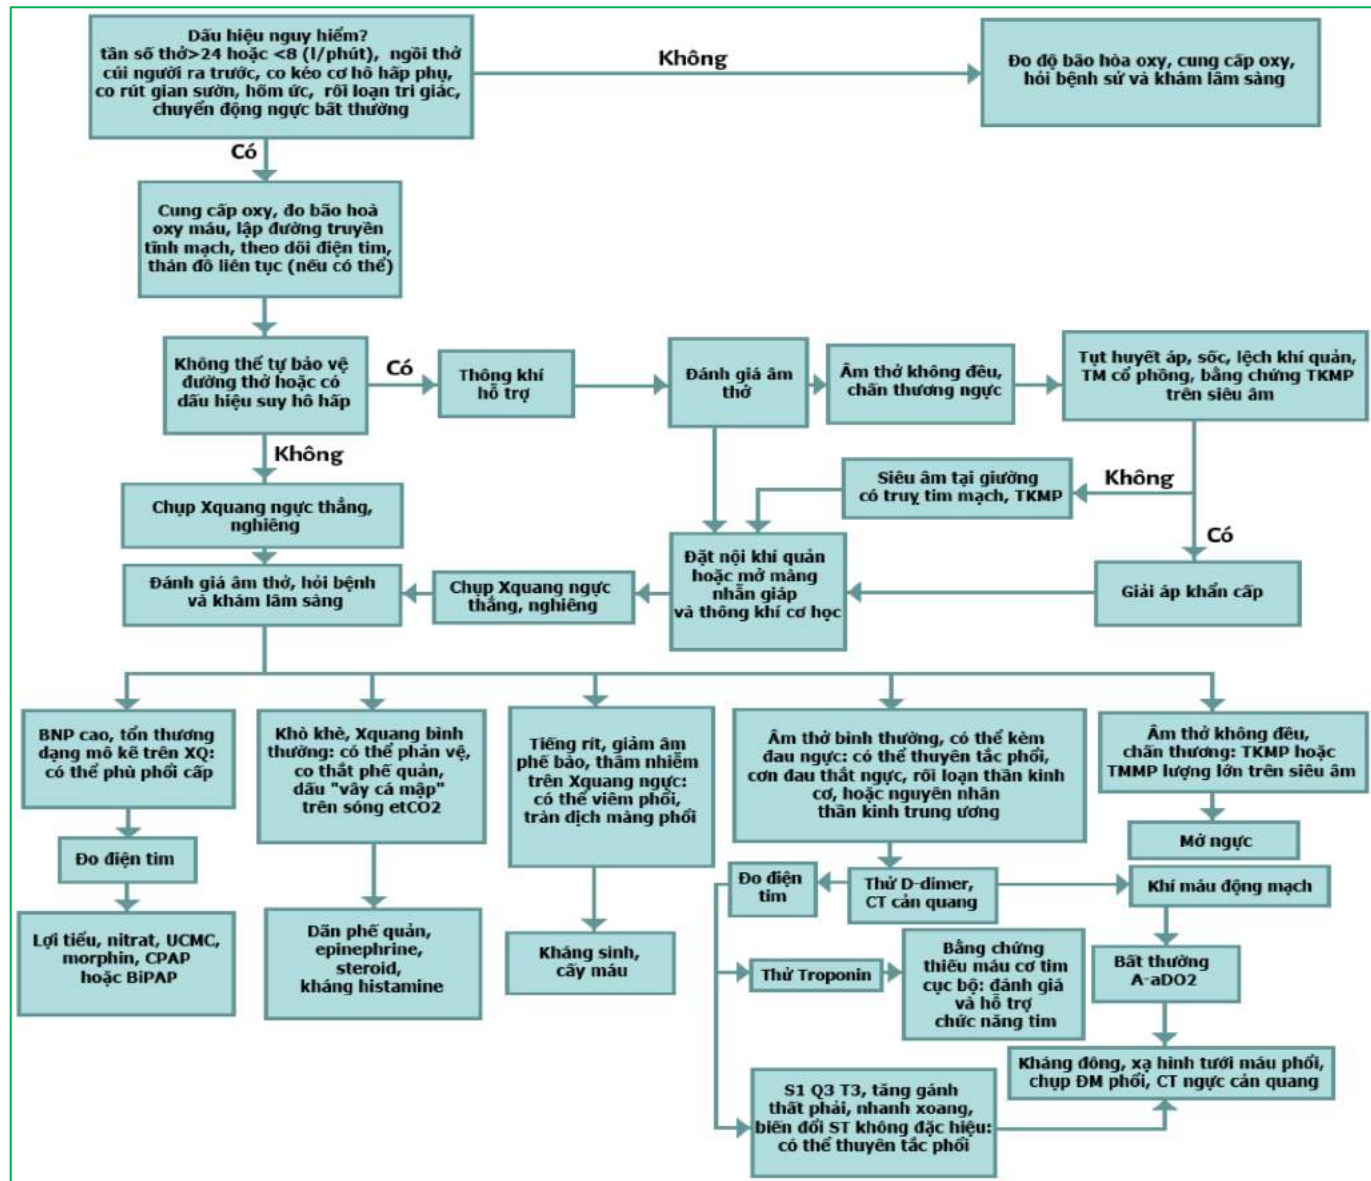 Dấu hiệu nguy hiểm?
tần số thở>24 hoặc <8 (l/phút), ngồi thở
cúi người ra trước, co kéo cơ hô hấp phụ,
co rút gian sườn, hõm ức, rối loạn tri giác,
chuyển động ngực bất thường
Không
Đo độ bão hòa oxy, cung cấp oxy,
hỏi bệnh sử và khám lâm sàng
Có
Cung cấp oxy, đo bão hoà
oxy máu, lập đường truyền
tĩnh mạch, theo dõi điện tim,
thán đồ liên tục (nếu có thể)
Không thể tự bảo vệ
đường thở hoặc có
dấu hiệu suy hô hấp
Có
Thông khí
hỗ trợ
Đánh giá âm
thở
Âm thở không đều,
chấn thương ngực
Tụt huyết áp, sốc, lệch khí quản,
TM cổ phồng, bằng chứng TKMP
trên siêu âm
Không
Siêu âm tại giường
có truỵ tim mạch, TKMP
Không
Có
Chụp Xquang ngực thẳng,
nghiêng
Đánh giá âm thở, hỏi bệnh
và khám lâm sàng
Chụp Xquang ngực
thẳng, nghiêng
Đặt nội khí quản
hoặc mở màng
nhẫn giáp
và thông khí cơ học
Giải áp khẩn cấp
BNP cao, tổn thương
dạng mô kẽ trên XQ:
có thể phù phổi cấp
Khò khè, Xquang bình
thường: có thể phản vệ,
co thắt phế quản,
dấu "vây cá mập"
trên sóng etCO2
Tiếng rít, giảm âm
phế bào, thâm nhiễm
trên Xquang ngực:
có thể viêm phổi,
tràn dịch màng phổi
Âm thở bình thường, có thể kèm
đau ngực: có thể thuyên tắc phổi,
cơn đau thắt ngực, rối loạn thần kinh
cơ, hoặc nguyên nhân
thần kinh trung ương
Âm thở không đều,
chấn thương: TKMP hoặc
TMMP lượng lớn trên siêu âm
Mở ngực
Đo điện tim
Đo điện
tim
Thử D-dimer,
CT cản quang
Khí máu động mạch
Lợi tiểu, nitrat, UCMC,
morphin, CPAP
hoặc BiPAP
Dãn phế quản,
epinephrine,
steroid,
kháng histamine
Kháng sinh,
cấy máu
Thử Troponin
Bằng chứng
thiếu máu cơ tim
cục bộ: đánh giá
và hỗ trợ
chức năng tim
Bất thường
A-aDO2
Kháng đông, xạ hình tưới máu phổi,
chụp ĐM phổi, CT ngực cản quang
S1 Q3 T3, tăng gánh
thất phải, nhanh xoang,
biến đổi ST không đặc hiệu:
có thể thuyên tắc phổi